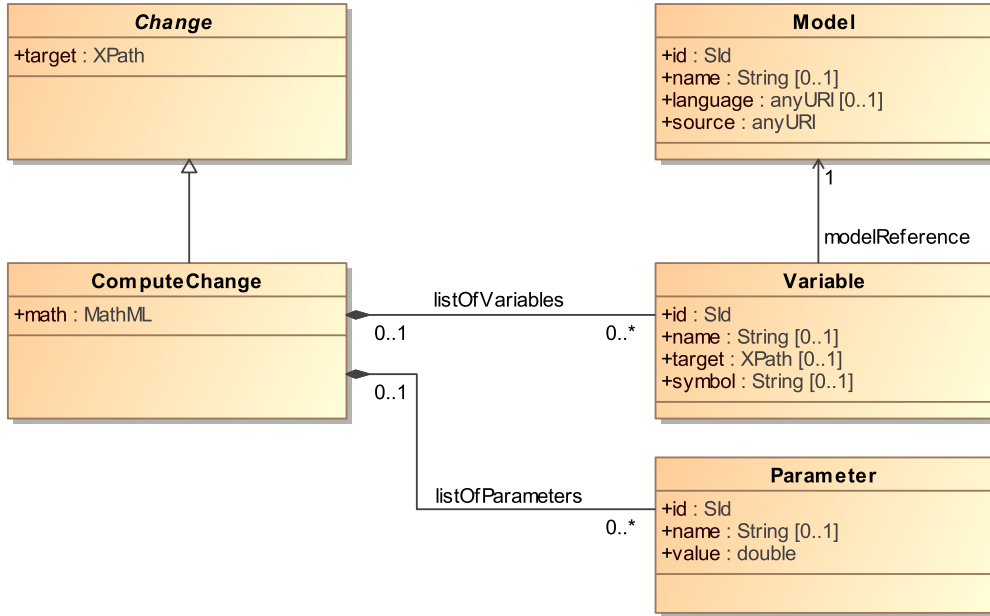 Change
+target : XPath
Model
+id : SId
+name : String [0..1]
+language : anyURI [0..1]
+source : anyURI
1
modelReference
ComputeChange
+math : MathML
listOfVariables
0..1
0..*
Variable
+id : SId
+name : String [0..1]
+target : XPath [0..1]
+symbol : String [0..1]
0..1
listOfParameters
0..*
Parameter
+id : SId
+name : String [0..1]
+value : double